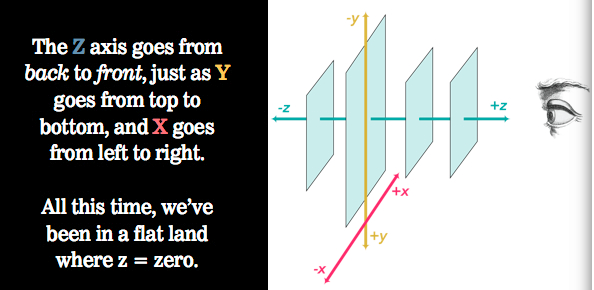 The Z axis goes from
back to front, just as Y
goes from top to
bottom, and X goes
from left to right.
All this time, we've
been in a flat land
where z = zero.
-y
-z
+z
+x
+y
-x